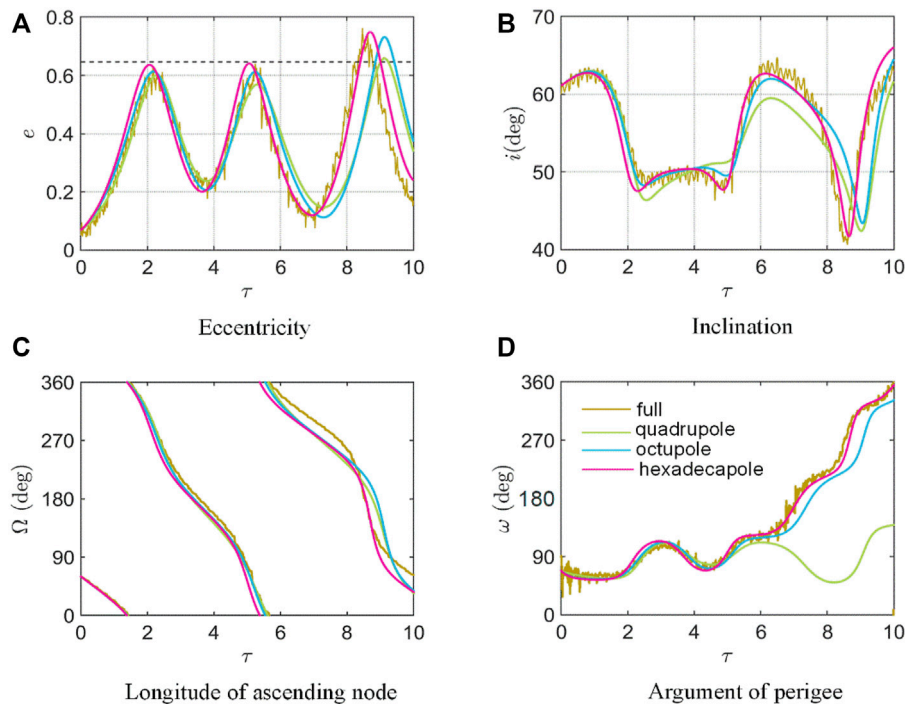 A
0.8
0.6
0.4
0.2
0
e
0 2 4 6 8 10
τ
Eccentricity
B
70
60
50
40
i(deg)
0 2 4 6 8 10
τ
Inclination
C
360
270
180
90
0
Ω (deg)
0 2 4 6 8 10
τ
Longitude of ascending node
D
360
270
180
90
0
ω (deg)
full
quadrupole
octupole
hexadecapole
0 2 4 6 8 10
τ
Argument of perigee